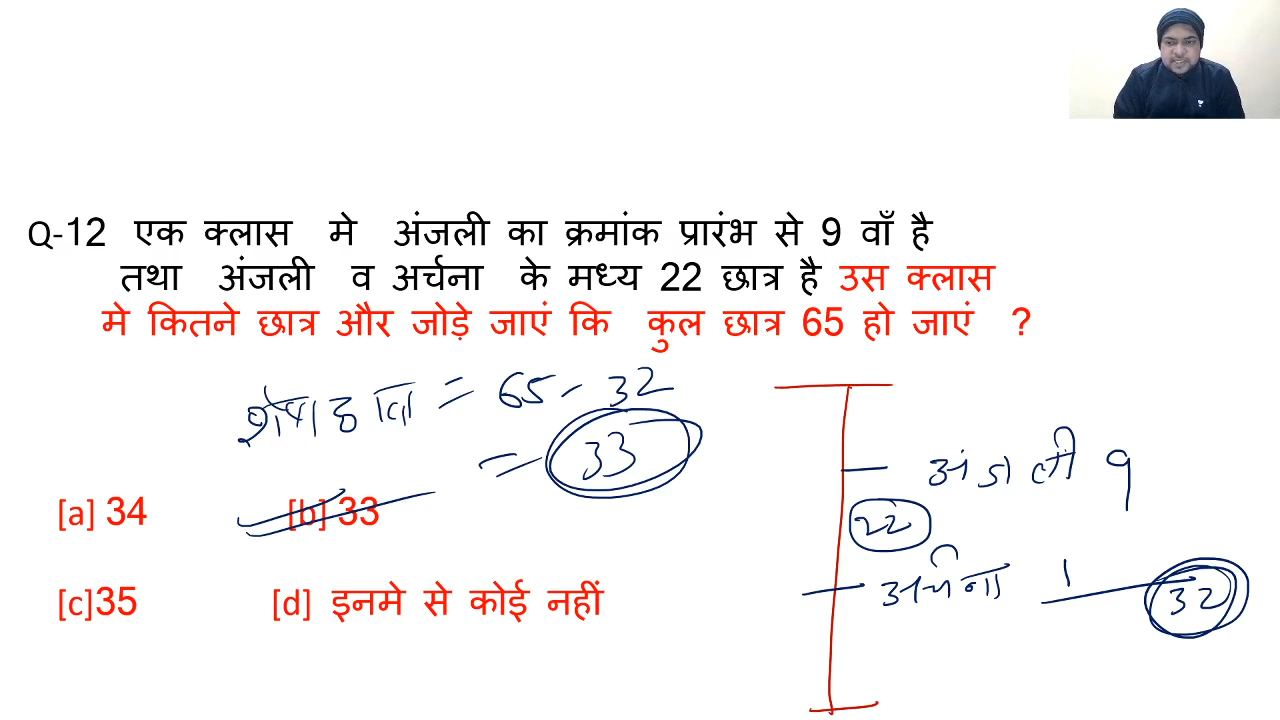 Q-12 एक क्लास मे अंजली का क्रमांक प्रारंभ से 9 वाँ है
तथा अंजली व अर्चना के मध्य 22 छात्र है उस क्लास
मे कितने छात्र और जोड़े जाएं कि कुल छात्र 65 हो जाएं ?
= 65 - 32
= 33
अंजली 9
22
अर्चना 1
32
[a] 34 [b] 33
[c]35 [d] इनमे से कोई नहीं